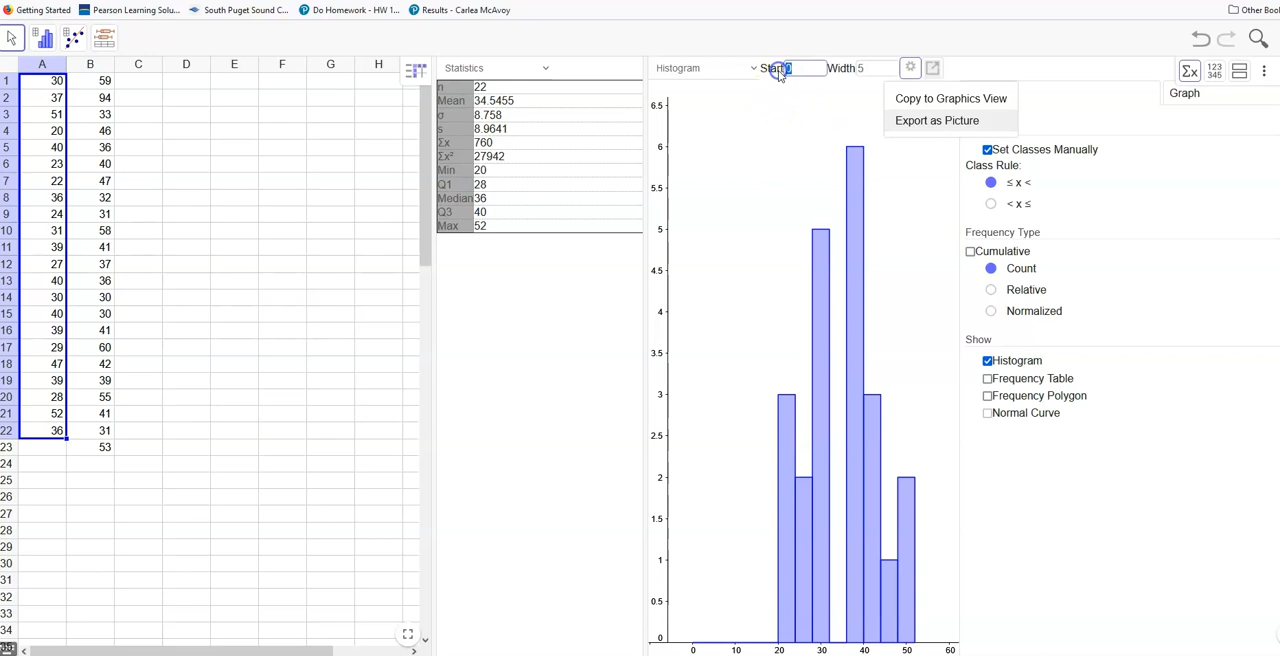 Getting Started Pearson Learning Solu... South Puget Sound C... Do Homework - HW 1... Results - Carlea McAvoy Other Boo
A B C D E F G H
1 30 59
2 37 94
3 51 33
4 20 46
5 40 36
6 23 40
7 22 47
8 36 32
9 24 31
10 31 58
11 39 41
12 27 37
13 40 36
14 30 30
15 40 30
16 39 41
17 29 60
18 47 42
19 39 39
20 28 55
21 52 41
22 36 31
23 53
24
25
26
27
28
29
30
31
32
33
34
Statistics
n 22
Mean 34.5455
σ 8.758
s 8.9641
Σx 760
Σx² 27942
Min 20
Q1 28
Median 36
Q3 40
Max 52
Histogram Start 0 Width 5
6.5
6
5.5
5
4.5
4
3.5
3
2.5
2
1.5
1
0.5
0
0 10 20 30 40 50 60
Copy to Graphics View
Export as Picture
Σx 123 345
Graph
Set Classes Manually
Class Rule:
≤ x <
< x ≤
Frequency Type
Cumulative
Count
Relative
Normalized
Show
Histogram
Frequency Table
Frequency Polygon
Normal Curve